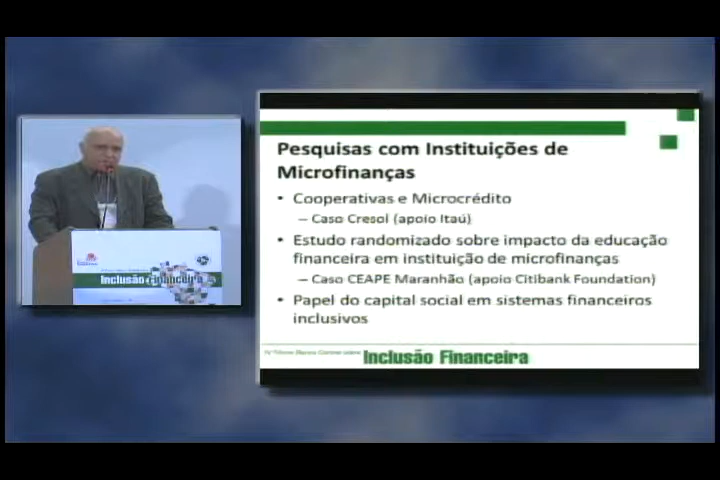 Pesquisas com Instituições de
Microfinanças
• Cooperativas e Microcrédito
– Caso Cresol (apoio Itaú)
• Estudo randomizado sobre impacto da educação
financeira em instituição de microfinanças
– Caso CEAPE Maranhão (apoio Citibank Foundation)
• Papel do capital social em sistemas financeiros
inclusivos
Inclusão Financeira
Inclusão Financeira